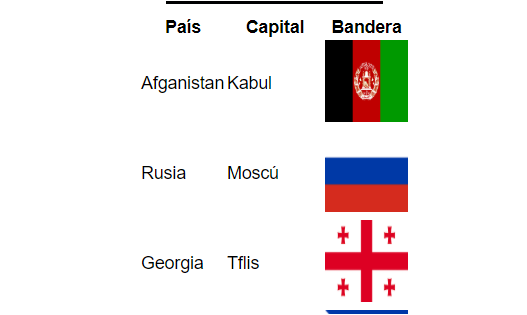 País Capital Bandera
Afganistan Kabul
Rusia Moscú
Georgia Tflis